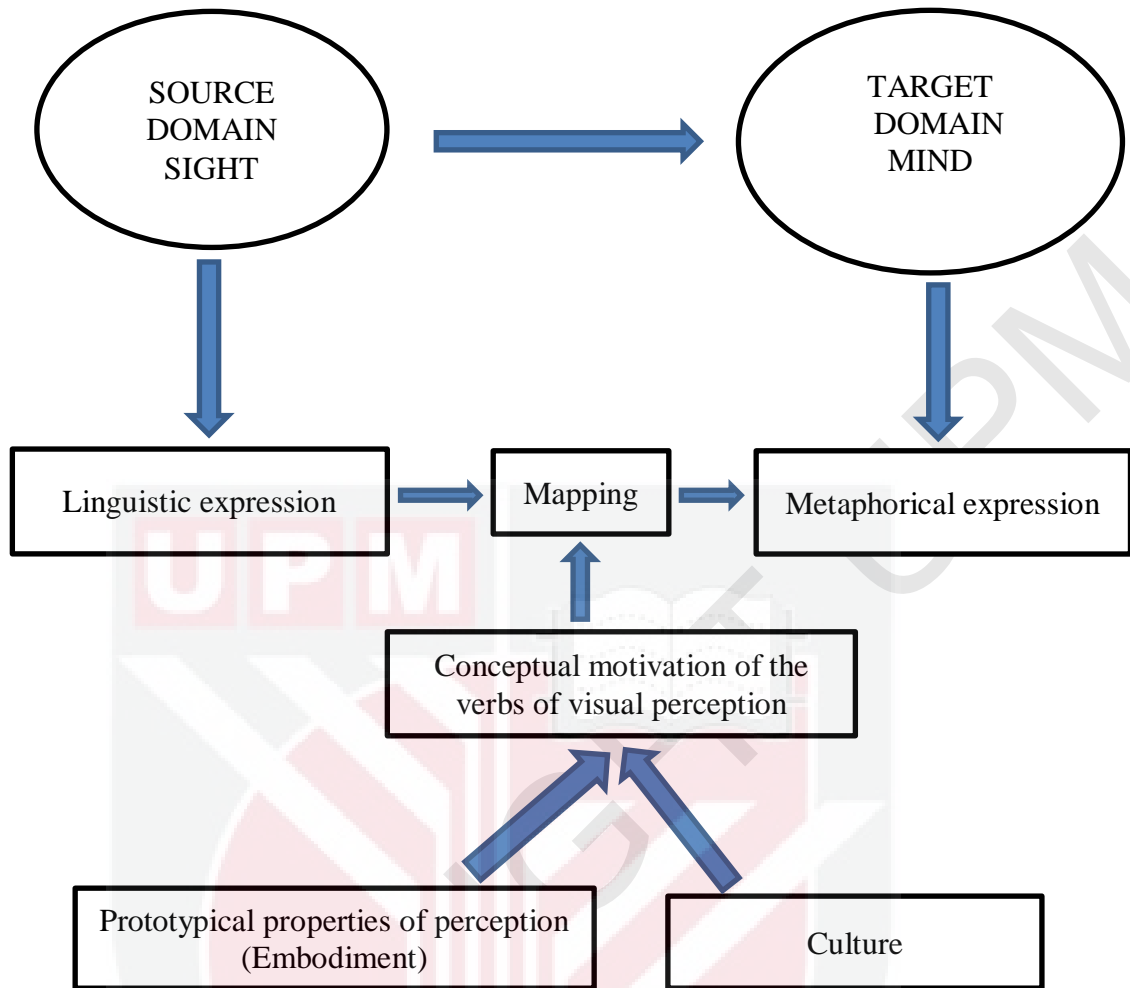 SOURCE
DOMAIN
SIGHT
TARGET
DOMAIN
MIND
Linguistic expression
Mapping
Metaphorical expression
UPM
Conceptual motivation of the
verbs of visual perception
Prototypical properties of perception
(Embodiment)
Culture
UPM